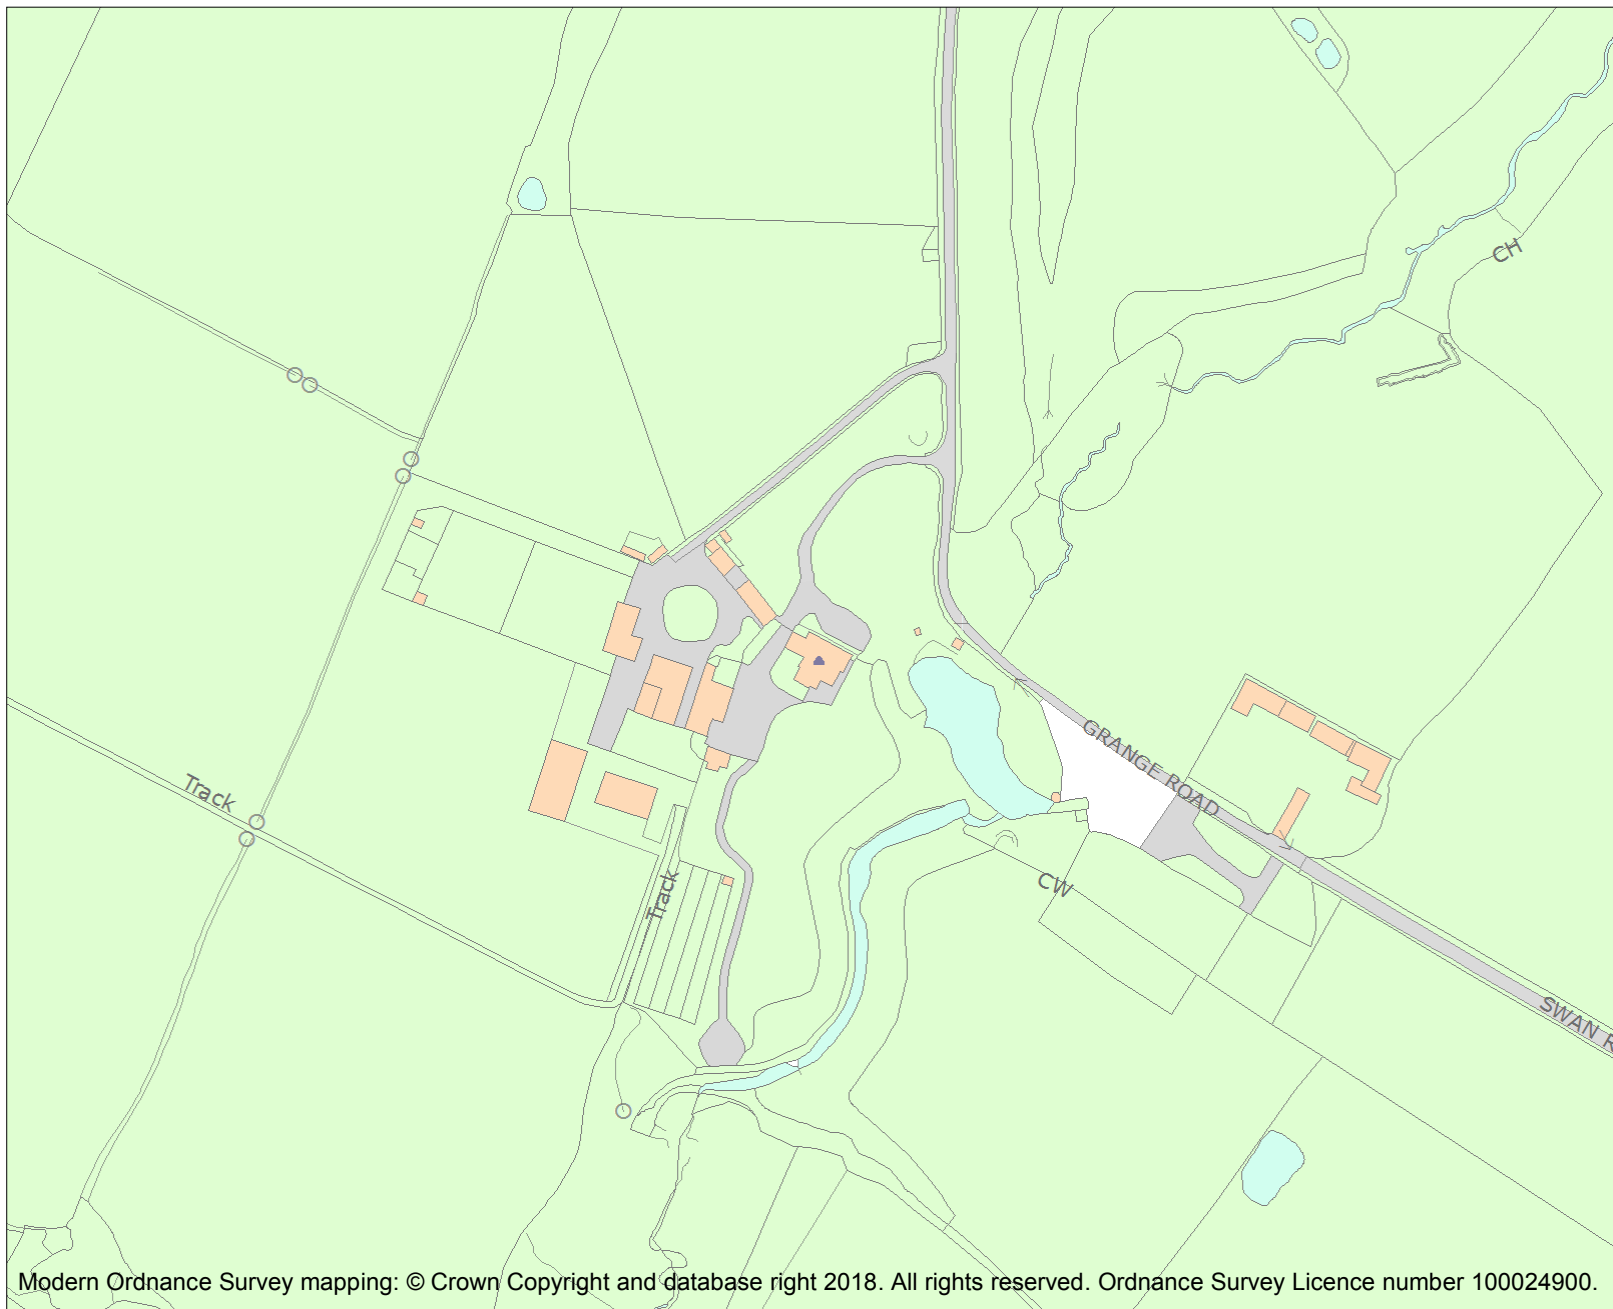 CH
GRANGE ROAD
Track
CW
Track
SWAN R
Modern Ordnance Survey mapping: © Crown Copyright and database right 2018. All rights reserved. Ordnance Survey Licence number 100024900.